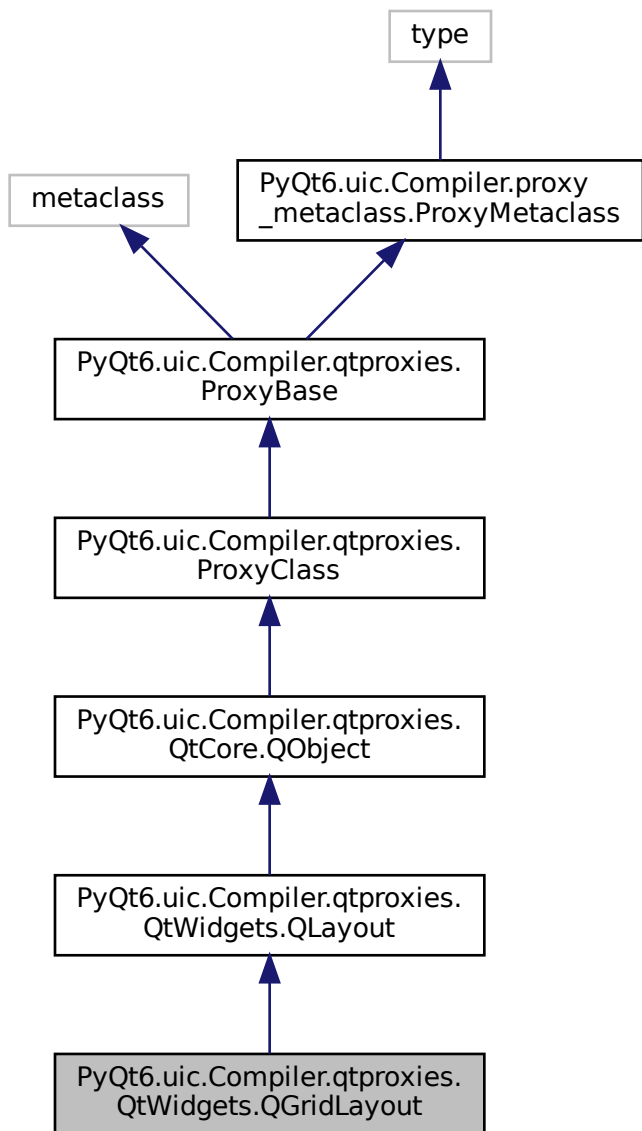 type
PyQt6.uic.Compiler.proxy
_metaclass.ProxyMetaclass
metaclass
PyQt6.uic.Compiler.qtproxies.
ProxyBase
PyQt6.uic.Compiler.qtproxies.
ProxyClass
PyQt6.uic.Compiler.qtproxies.
QtCore.QObject
PyQt6.uic.Compiler.qtproxies.
QtWidgets.QLayout
PyQt6.uic.Compiler.qtproxies.
QtWidgets.QGridLayout